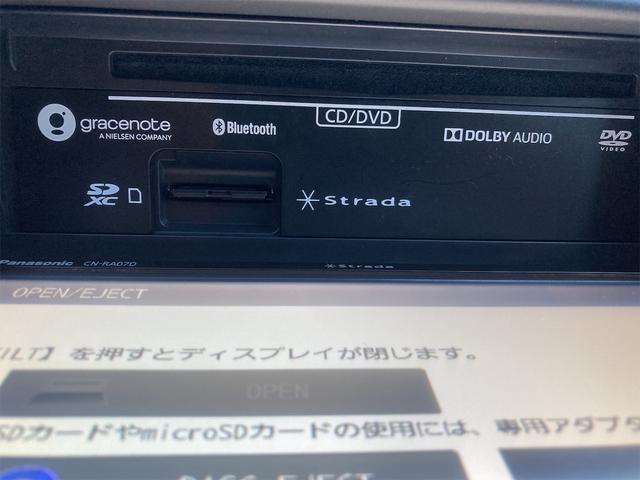 gracenote
A NIELSEN COMPANY
Bluetooth
CD/DVD
DOLBY AUDIO
DVD
VIDEO
SD
XC
Strada
Panasonic CN-RA07D
Strada
OPEN/EJECT
】を押すとディスプレイが閉じます。
OPEN
SDカードやmicroSDカードの使用には、専用アダプタ
DISC EJECT